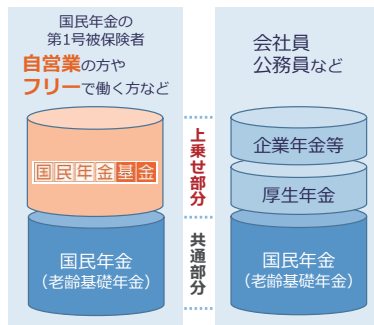 国民年金の
第1号被保険者
自営業の方や
フリーで働く方など
国民年金基金
国民年金
(老齢基礎年金)
上乗せ部分
共通部分
会社員
公務員など
企業年金等
厚生年金
国民年金
(老齢基礎年金)